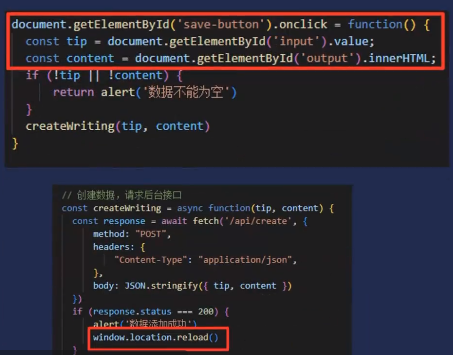 document.getElementById('save-button').onclick = function() {
const tip = document.getElementById('input').value;
const content = document.getElementById('output').innerHTML;
if (!tip || !content) {
return alert('数据不能为空')
}
createWriting(tip, content)
}
// 创建数据，请求后台接口
const createWriting = async function(tip, content) {
const response = await fetch('/api/create', {
method: "POST",
headers: {
"Content-Type": "application/json",
},
body: JSON.stringify({ tip, content })
})
if (response.status === 200) {
alert('数据添加成功')
window.location.reload()
}